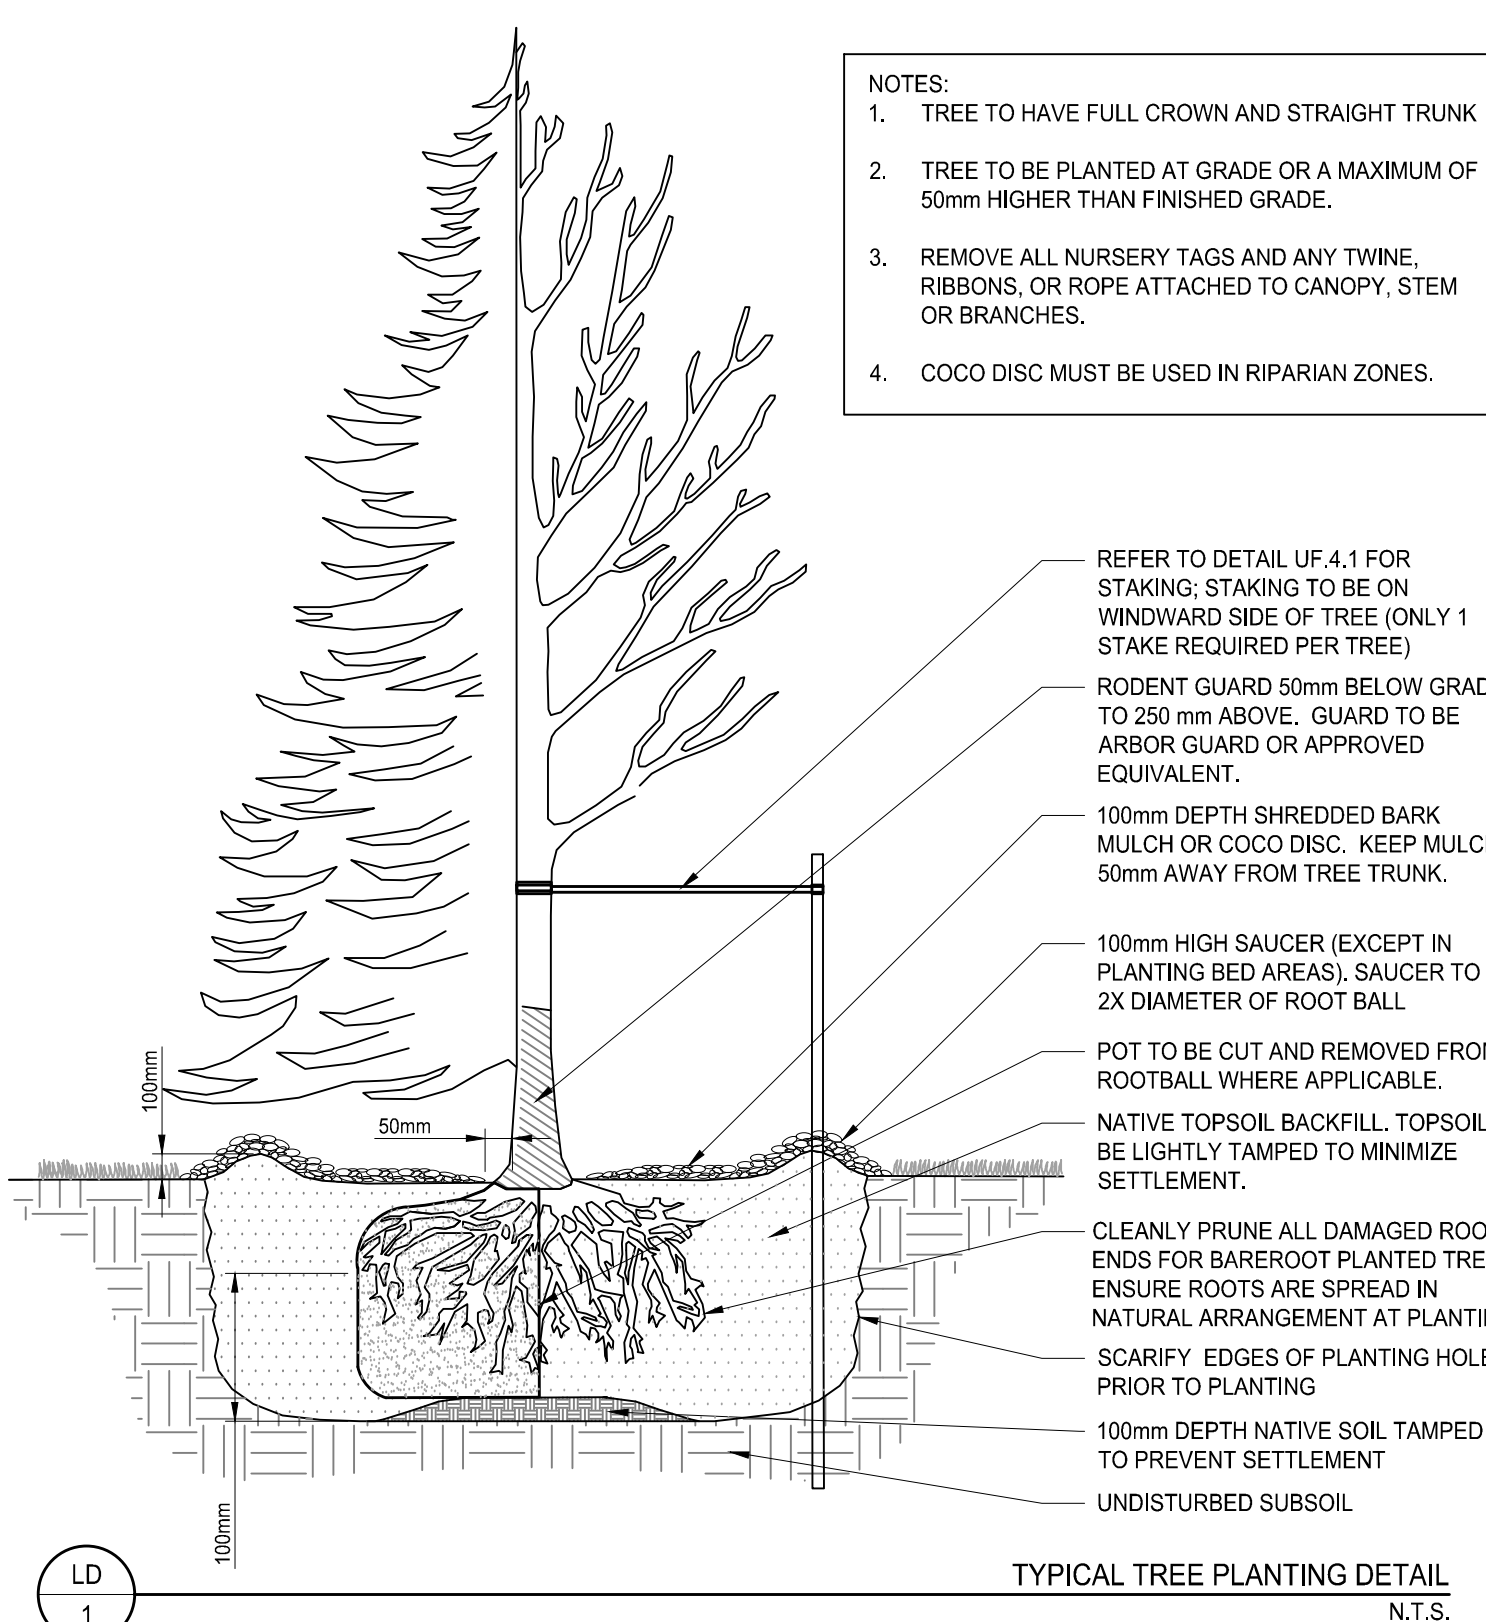 NOTES:
1. TREE TO HAVE FULL CROWN AND STRAIGHT TRUNK
2. TREE TO BE PLANTED AT GRADE OR A MAXIMUM OF
50mm HIGHER THAN FINISHED GRADE.
3. REMOVE ALL NURSERY TAGS AND ANY TWINE,
RIBBONS, OR ROPE ATTACHED TO CANOPY, STEM
OR BRANCHES.
4. COCO DISC MUST BE USED IN RIPARIAN ZONES.
REFER TO DETAIL UF.4.1 FOR
STAKING; STAKING TO BE ON
WINDWARD SIDE OF TREE (ONLY 1
STAKE REQUIRED PER TREE)
RODENT GUARD 50mm BELOW GRAD
TO 250 mm ABOVE. GUARD TO BE
ARBOR GUARD OR APPROVED
EQUIVALENT.
100mm DEPTH SHREDDED BARK
MULCH OR COCO DISC. KEEP MULC
50mm AWAY FROM TREE TRUNK.
100mm HIGH SAUCER (EXCEPT IN
PLANTING BED AREAS). SAUCER TO
2X DIAMETER OF ROOT BALL
POT TO BE CUT AND REMOVED FROM
ROOTBALL WHERE APPLICABLE.
NATIVE TOPSOIL BACKFILL. TOPSOIL
BE LIGHTLY TAMPED TO MINIMIZE
SETTLEMENT.
CLEANLY PRUNE ALL DAMAGED ROO
ENDS FOR BAREROOT PLANTED TRE
ENSURE ROOTS ARE SPREAD IN
NATURAL ARRANGEMENT AT PLANTI
SCARIFY EDGES OF PLANTING HOLE
PRIOR TO PLANTING
100mm DEPTH NATIVE SOIL TAMPED
TO PREVENT SETTLEMENT
UNDISTURBED SUBSOIL
100mm
50mm
100mm
LD
1
TYPICAL TREE PLANTING DETAIL
N.T.S.